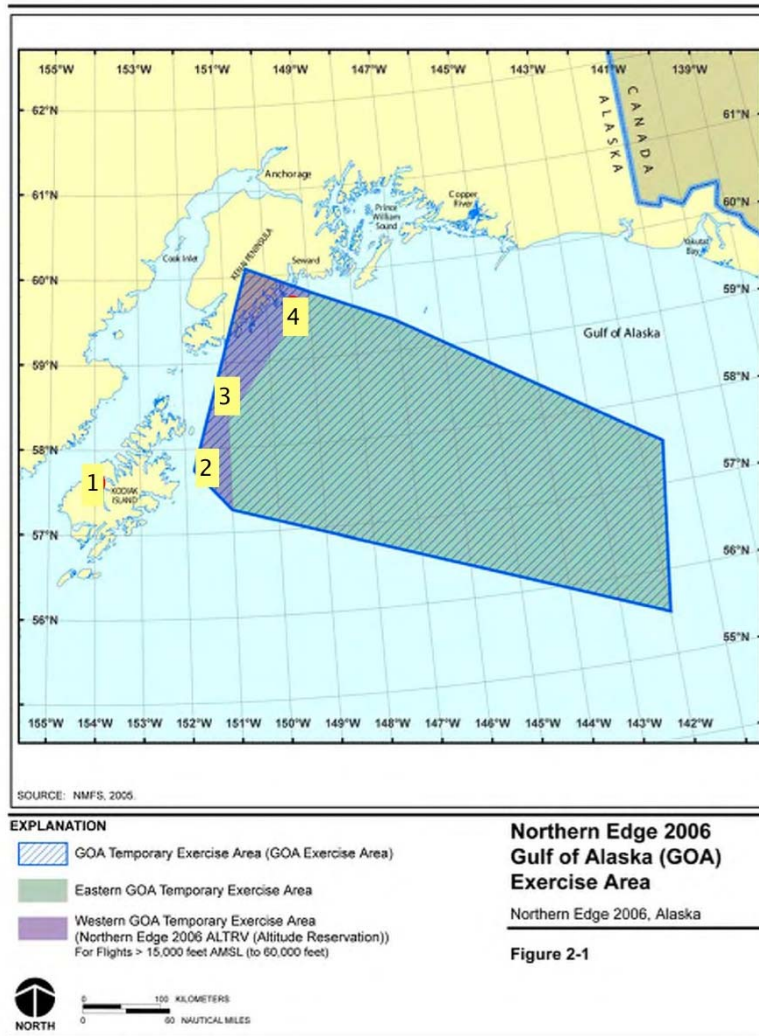 155°W 153°W 151°W 149°W 147°W 145°W 143°W 141°W 139°W
62°N
61°N
60°N
59°N
58°N
57°N
56°N
61°N
60°N
59°N
58°N
57°N
56°N
55°N
CANADA
ALASKA
Anchorage
Copper
River
Prince
William
Sound
KENAI PENINSULA
Cook Inlet
Seward
Yakutat
Bay
Gulf of Alaska
4
3
2
1
KODIAK
ISLAND
155°W 154°W 153°W 152°W 151°W 150°W 149°W 148°W 147°W 146°W 145°W 144°W 143°W 142°W
SOURCE: NMFS, 2005.
EXPLANATION
GOA Temporary Exercise Area (GOA Exercise Area)
Eastern GOA Temporary Exercise Area
Western GOA Temporary Exercise Area
(Northern Edge 2006 ALTRV (Altitude Reservation))
For Flights > 15,000 feet AMSL (to 60,000 feet)
Northern Edge 2006
Gulf of Alaska (GOA)
Exercise Area
Northern Edge 2006, Alaska
Figure 2-1
NORTH
0 100 KILOMETERS
0 60 NAUTICAL MILES